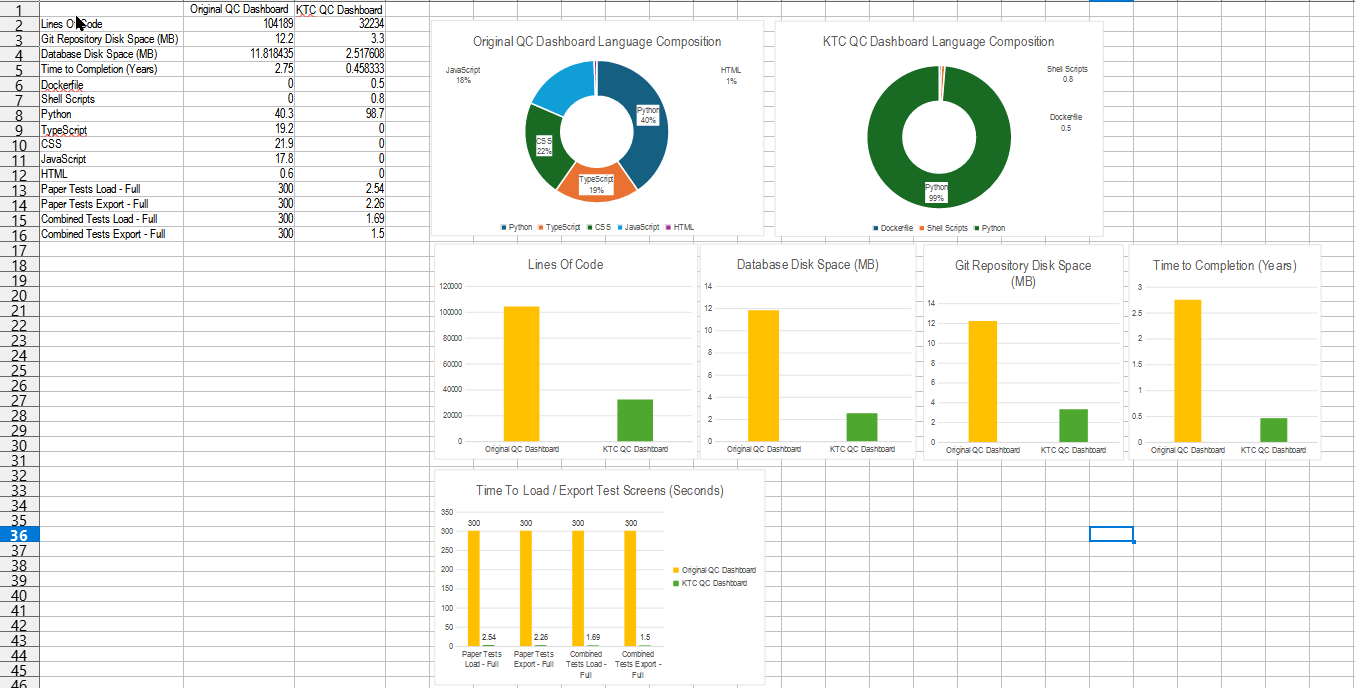 Original QC Dashboard KTC QC Dashboard
1
2 Lines Of Code 104189 32234
3 Git Repository Disk Space (MB) 12.2 3.3
4 Database Disk Space (MB) 11.818435 2.517608
5 Time to Completion (Years) 2.75 0.458333
6 Dockerfile 0 0.5
7 Shell Scripts 0 0.8
8 Python 40.3 98.7
9 TypeScript 19.2 0
10 CSS 21.9 0
11 JavaScript 17.8 0
12 HTML 0.6 0
13 Paper Tests Load - Full 300 2.54
14 Paper Tests Export - Full 300 2.26
15 Combined Tests Load - Full 300 1.69
16 Combined Tests Export - Full 300 1.5
17
18
19
20
21
22
23
24
25
26
27
28
29
30
31
32
33
34
35
36
37
38
39
40
41
42
43
44
45
46
Original QC Dashboard Language Composition
JavaScript
18%
HTML
1%
Python
40%
CSS
22%
TypeScript
19%
Python TypeScript CSS JavaScript HTML
KTC QC Dashboard Language Composition
Shell Scripts
0.8
Dockerfile
0.5
Python
99%
Dockerfile Shell Scripts Python
Lines Of Code
120000
100000
80000
60000
40000
20000
0
Original QC Dashboard KTC QC Dashboard
Database Disk Space (MB)
14
12
10
8
6
4
2
0
Original QC Dashboard KTC QC Dashboard
Git Repository Disk Space
(MB)
14
12
10
8
6
4
2
0
Original QC Dashboard KTC QC Dashboard
Time to Completion (Years)
3
2.5
2
1.5
1
0.5
0
Original QC Dashboard KTC QC Dashboard
Time To Load / Export Test Screens (Seconds)
350
300
250
200
150
100
50
0
300 300 300 300
2.54 2.26 1.69 1.5
Paper Tests
Load - Full
Paper Tests
Export - Full
Combined
Tests Load -
Full
Combined
Tests Export -
Full
Original QC Dashboard
KTC QC Dashboard